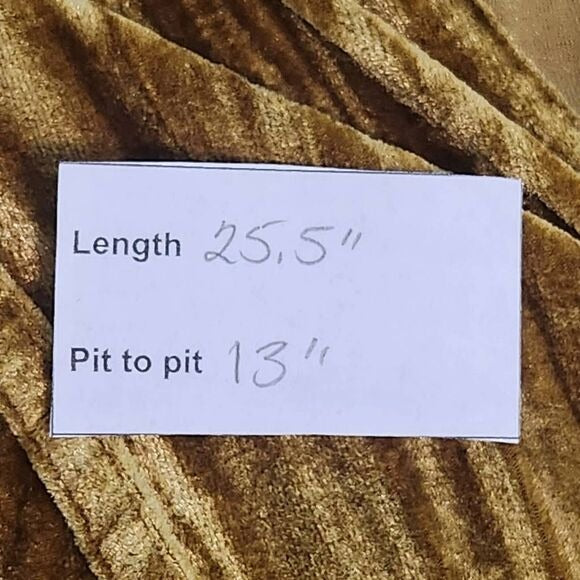 Length 25.5"
Pit to pit 13"